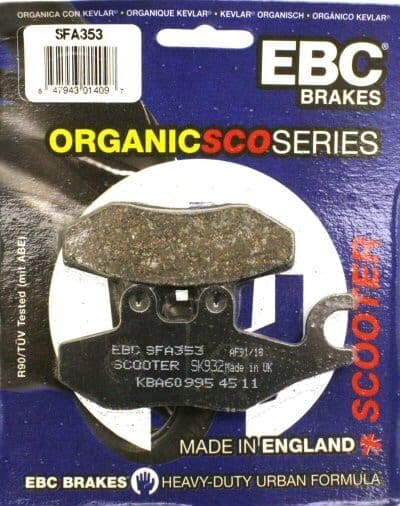 ORGANICA CON KEVLAR® • ORGANIQUE KEVLAR® • KEVLAR® - ORGANISCH • ORGÁNICO KEVLAR®
SFA353
6 47943 01409 7
EBC
BRAKES
ORGANICSCOSERIES
R90/TÜV Tested (mit ABE)
SCOOTER
EBC SFA353 AF91/18
SCOOTER SK932 Made in UK
KBA60995 4511
MADE IN ENGLAND
EBC BRAKES HEAVY-DUTY URBAN FORMULA